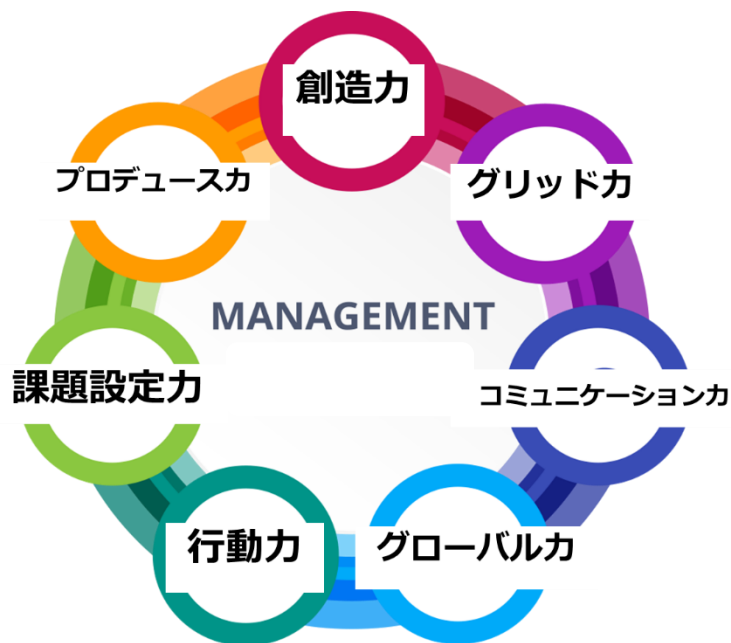 創造力
プロデュース力
グリッド力
MANAGEMENT
課題設定力
コミュニケーション力
行動力
グローバル力